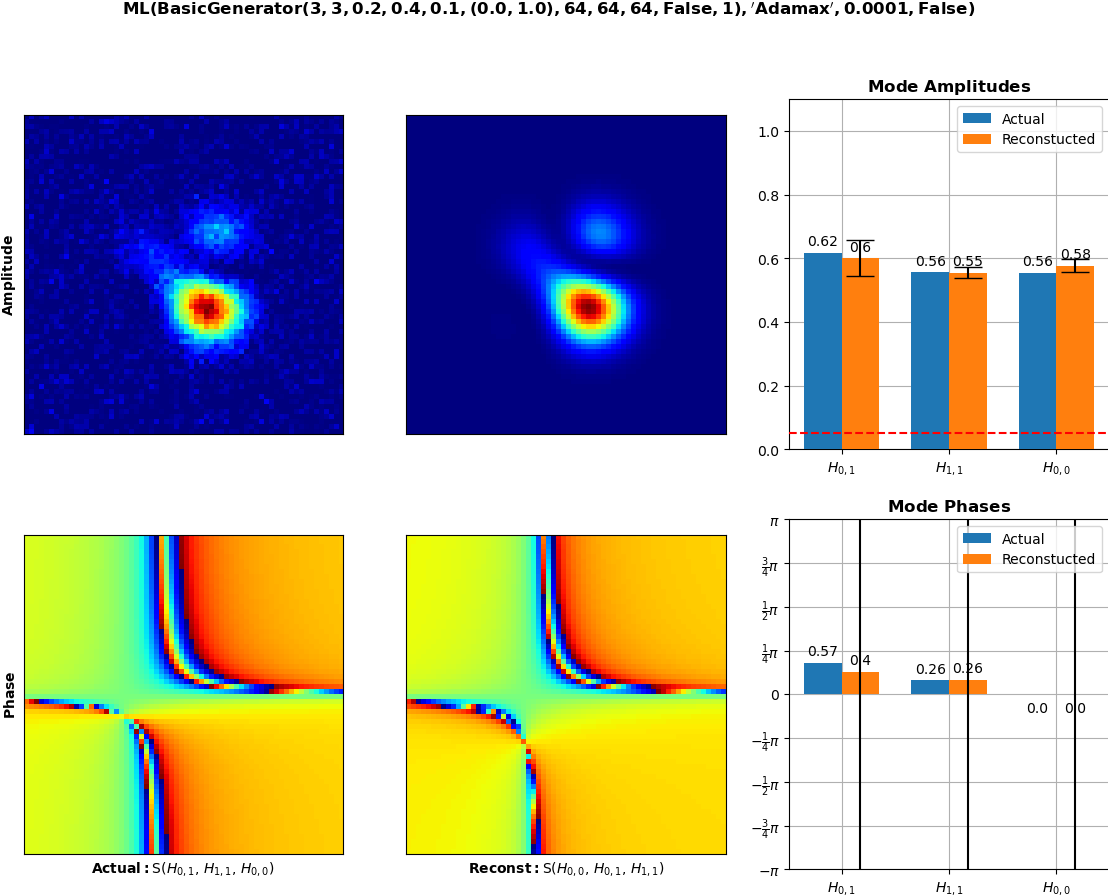 ML(BasicGenerator(3, 3, 0.2, 0.4, 0.1, (0.0, 1.0), 64, 64, 64, False, 1), 'Adamax', 0.0001, False)
Amplitude
Mode Amplitudes
Actual
Reconstucted
1.0
0.8
0.6
0.4
0.2
0.0
0.62
0.6
0.56
0.55
0.56
0.58
H0,1
H1,1
H0,0
Phase
Actual: S(H0,1, H1,1, H0,0)
Reconst: S(H0,0, H0,1, H1,1)
Mode Phases
Actual
Reconstucted
π
3/4π
1/2π
1/4π
0
−1/4π
−1/2π
−3/4π
−π
0.57
0.4
0.26
0.26
0.0
0.0
H0,1
H1,1
H0,0